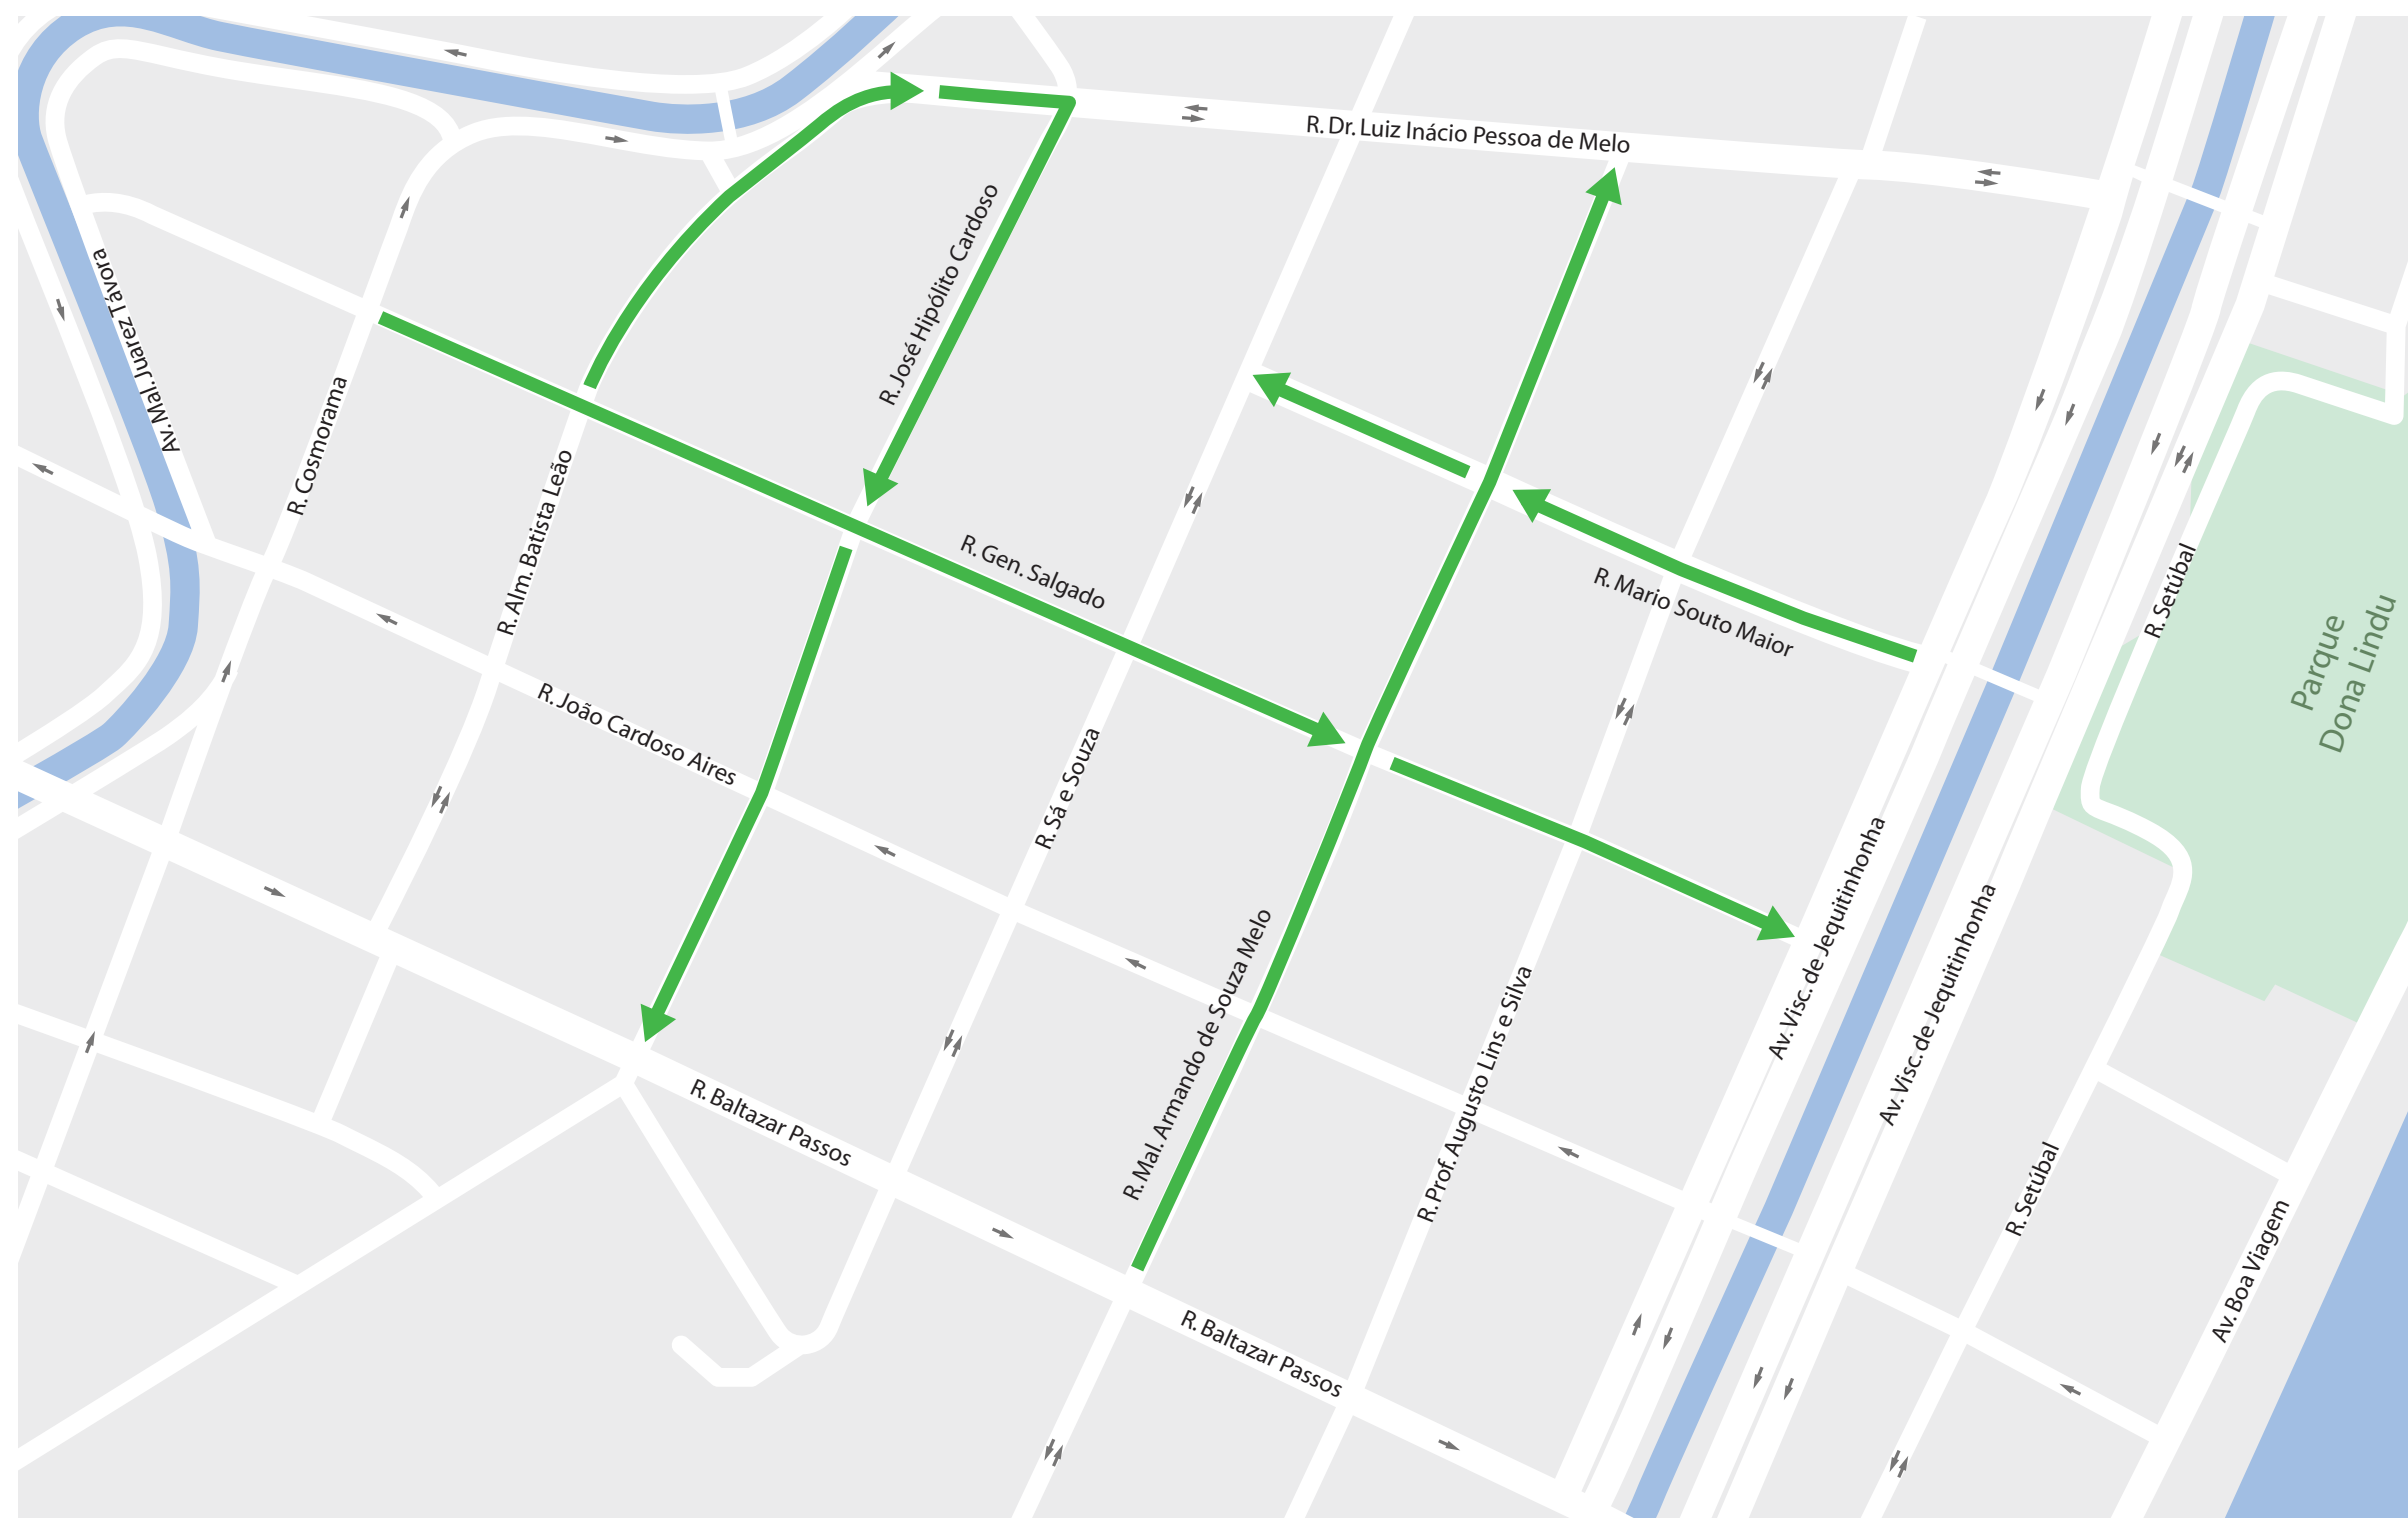 R. Dr. Luiz Inácio Pessoa de Melo
R. José Hipólito Cardoso
Av. Mal. Juarez Távora
R. Cosmorama
R. Alm. Batista Leão
R. Gen. Salgado
R. Mario Souto Maior
R. Setúbal
Parque
Dona Lindu
R. João Cardoso Aires
R. Sá e Souza
Av. Visc. de Jequitinhonha
Av. Visc. de Jequitinhonha
R. Mal. Armando de Souza Melo
R. Prof. Augusto Lins e Silva
R. Baltazar Passos
R. Setúbal
Av. Boa Viagem
R. Baltazar Passos